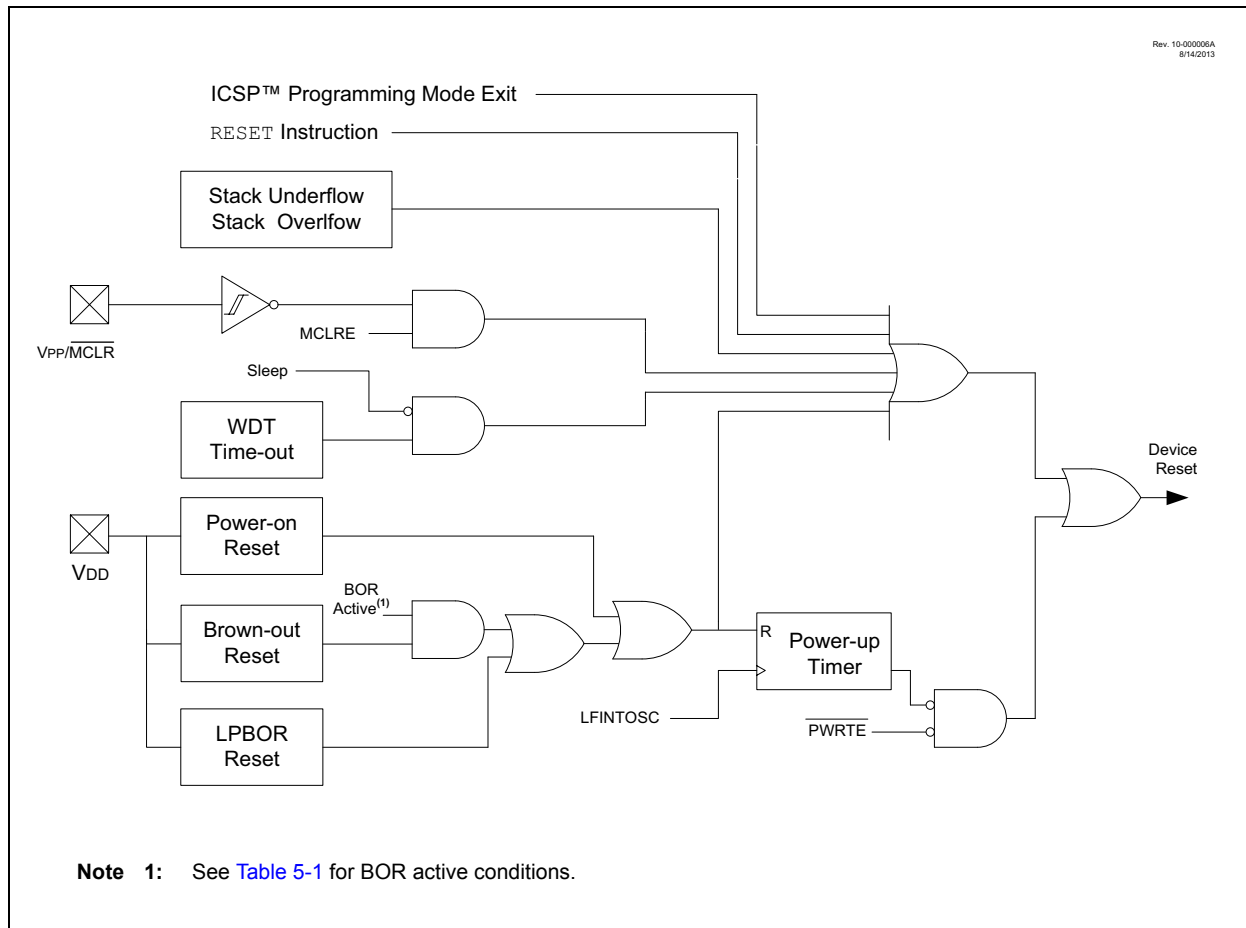 Rev. 10-000006A
8/14/2013
ICSP™ Programming Mode Exit
RESET Instruction
Stack Underflow
Stack Overlfow
VPP/MCLR
MCLRE
Sleep
WDT
Time-out
Device
Reset
VDD
Power-on
Reset
BOR
Active(1)
Brown-out
Reset
R
Power-up
Timer
LFINTOSC
PWRTE
LPBOR
Reset
Note 1: See Table 5-1 for BOR active conditions.